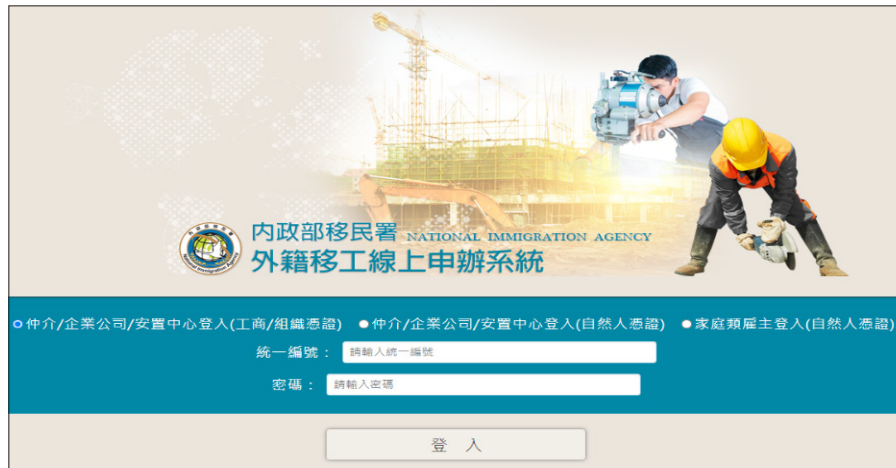 內政部移民署 NATIONAL IMMIGRATION AGENCY
外籍移工線上申辦系統
仲介/企業公司/安置中心登入(工商/組織憑證) 仲介/企業公司/安置中心登入(自然人憑證) 家庭類雇主登入(自然人憑證)
統一編號： 請輸入統一編號
密碼： 請輸入密碼
登 入